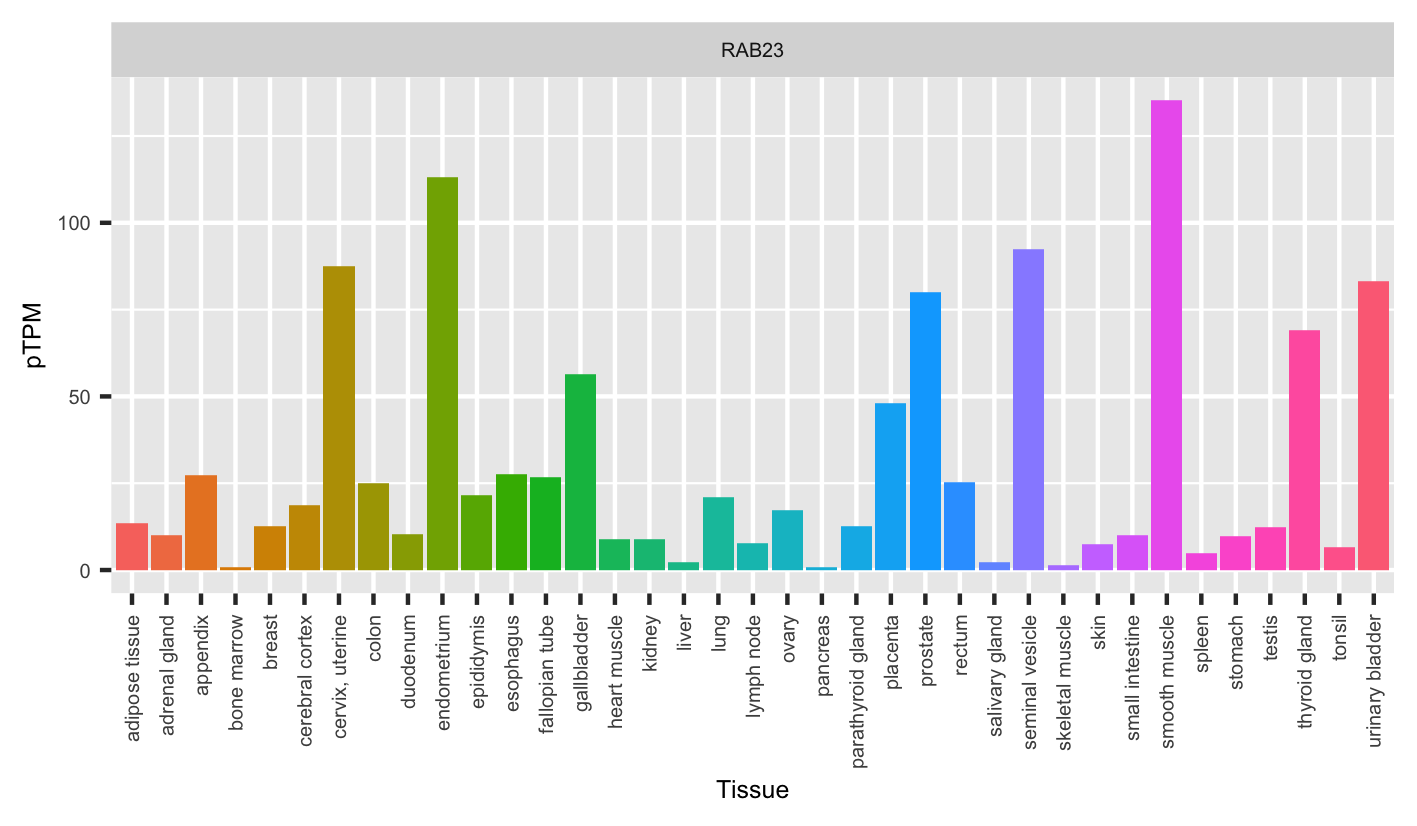 RAB23
pTPM
100
50
0
adipose tissue
adrenal gland
appendix
bone marrow
breast
cerebral cortex
cervix, uterine
colon
duodenum
endometrium
epididymis
esophagus
fallopian tube
gallbladder
heart muscle
kidney
liver
lung
lymph node
ovary
pancreas
parathyroid gland
placenta
prostate
rectum
salivary gland
seminal vesicle
skeletal muscle
skin
small intestine
smooth muscle
spleen
stomach
testis
thyroid gland
tonsil
urinary bladder
Tissue